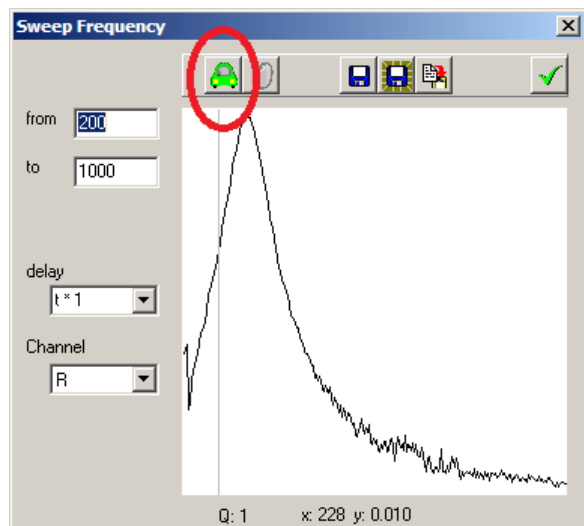 Sweep Frequency
from 200
to 1000
delay
t * 1
Channel
R
Q: 1 x: 228 y: 0.010